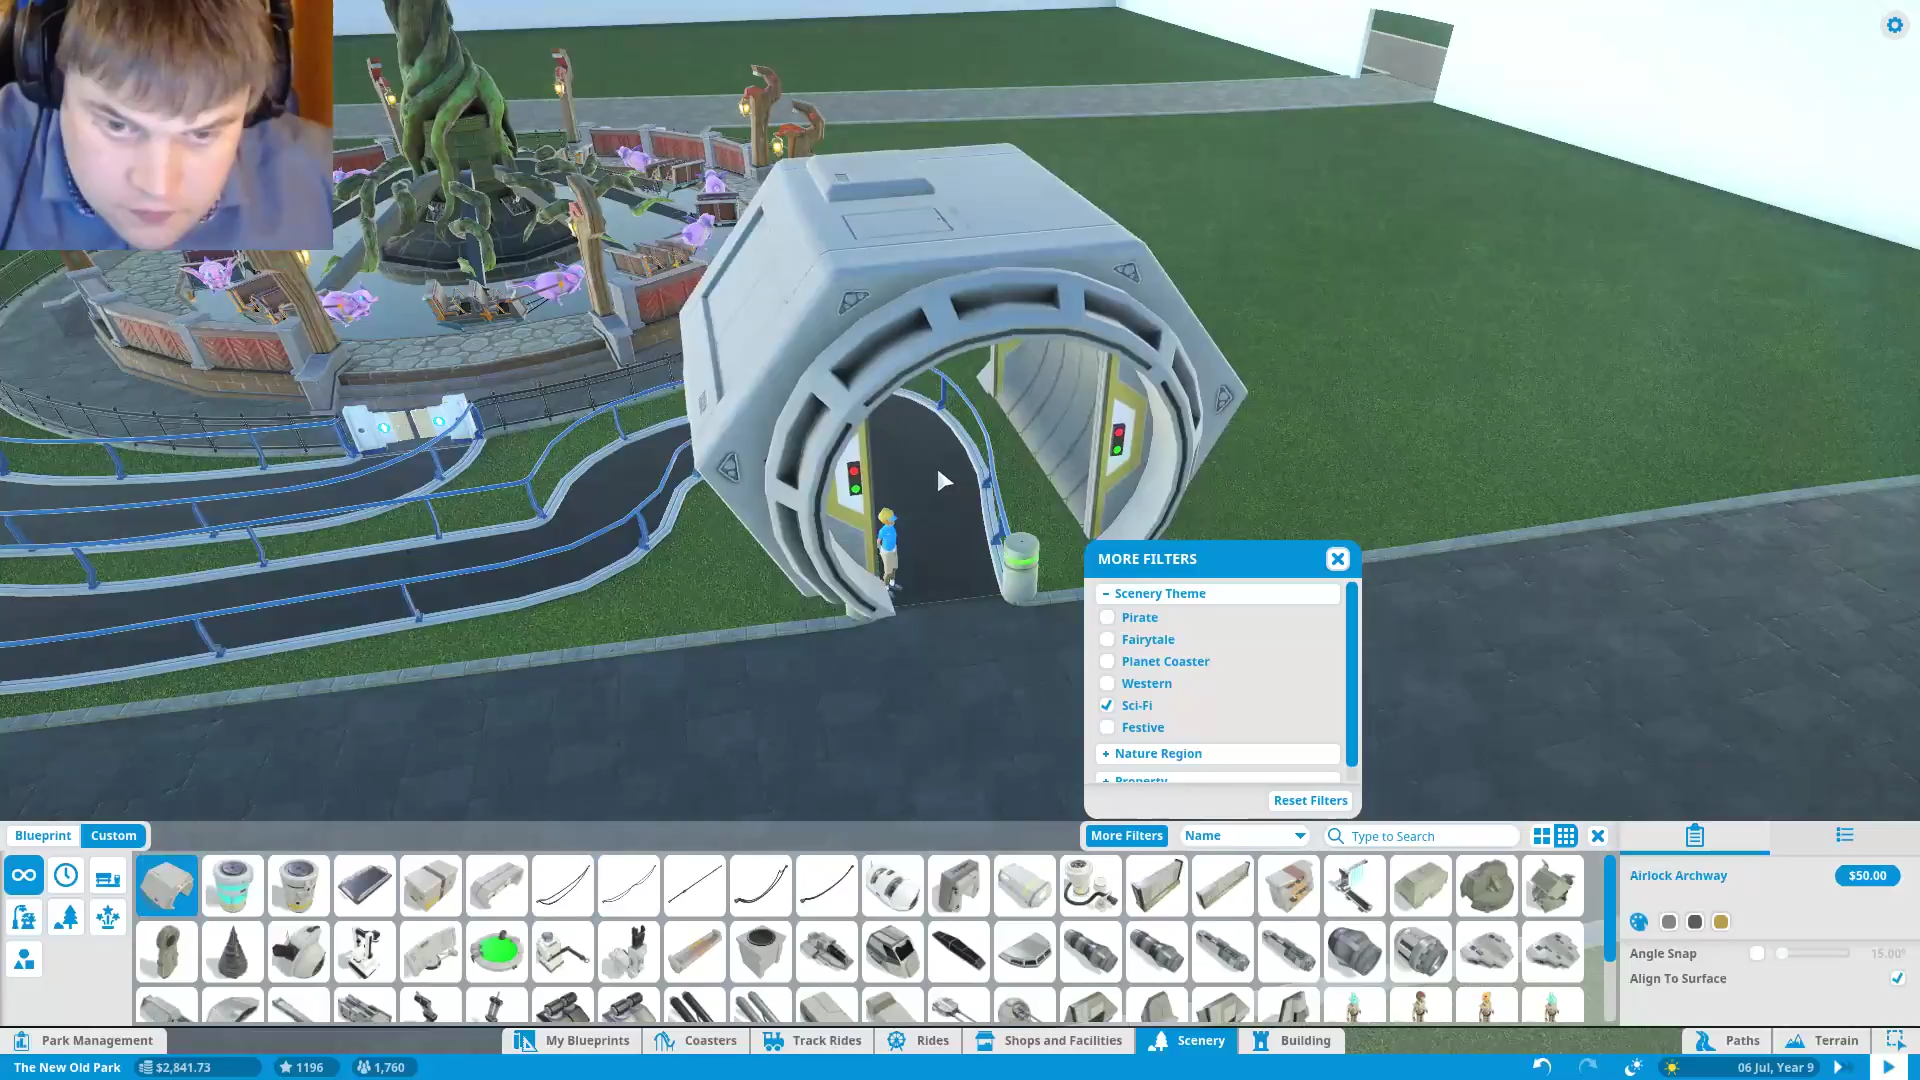 MORE FILTERS
− Scenery Theme
Pirate
Fairytale
Planet Coaster
Western
Sci-Fi
Festive
+ Nature Region
+ Property
Reset Filters
Blueprint Custom More Filters Name Type to Search
Airlock Archway $50.00
Angle Snap 15.00°
Align To Surface
Park Management My Blueprints Coasters Track Rides Rides Shops and Facilities Scenery Building Paths Terrain
The New Old Park $2,841.73 1196 1,760 06 Jul, Year 9